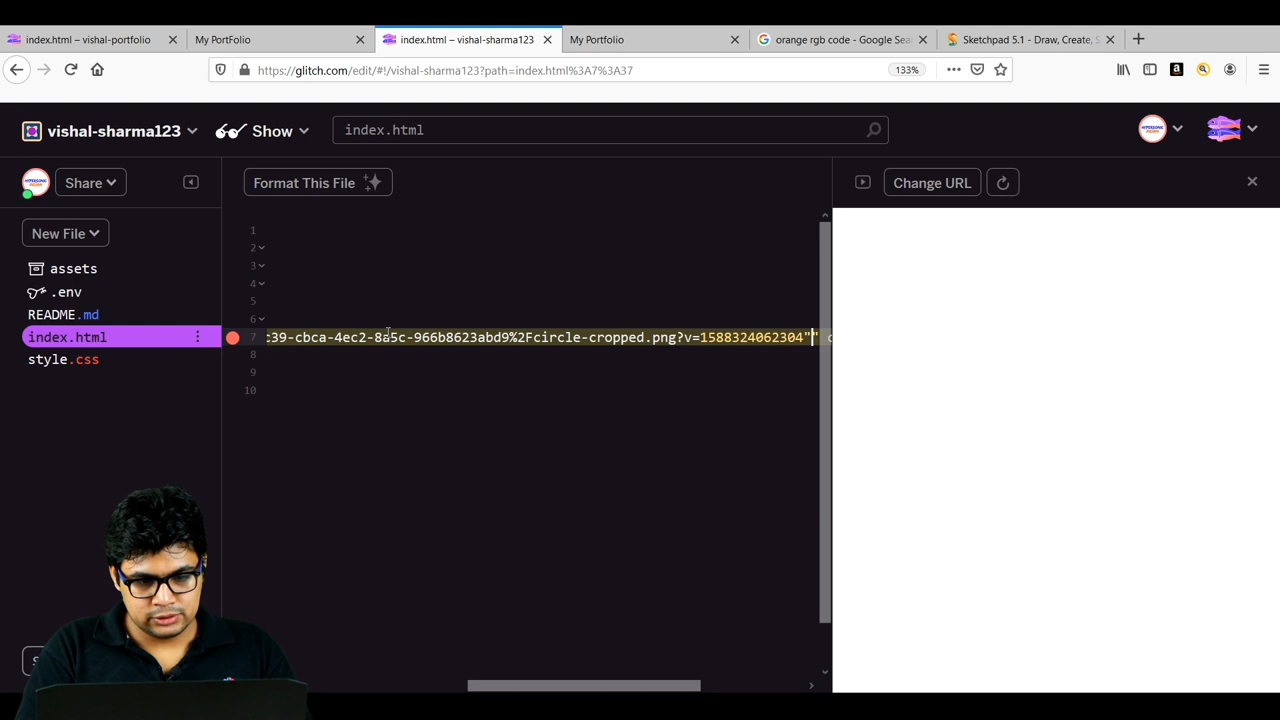 index.html – vishal-portfolio
My PortFolio
index.html – vishal-sharma123
My Portfolio
orange rgb code - Google Sea
Sketchpad 5.1 - Draw, Create, S
https://glitch.com/edit/#!/vishal-sharma123?path=index.html%3A7%3A37
133%
vishal-sharma123
Show
index.html
Share
Format This File
Change URL
New File
assets
.env
README.md
index.html
style.css
1
2
3
4
5
6
7 c39-cbca-4ec2-8a5c-966b8623abd9%2Fcircle-cropped.png?v=1588324062304"" c
8
9
10